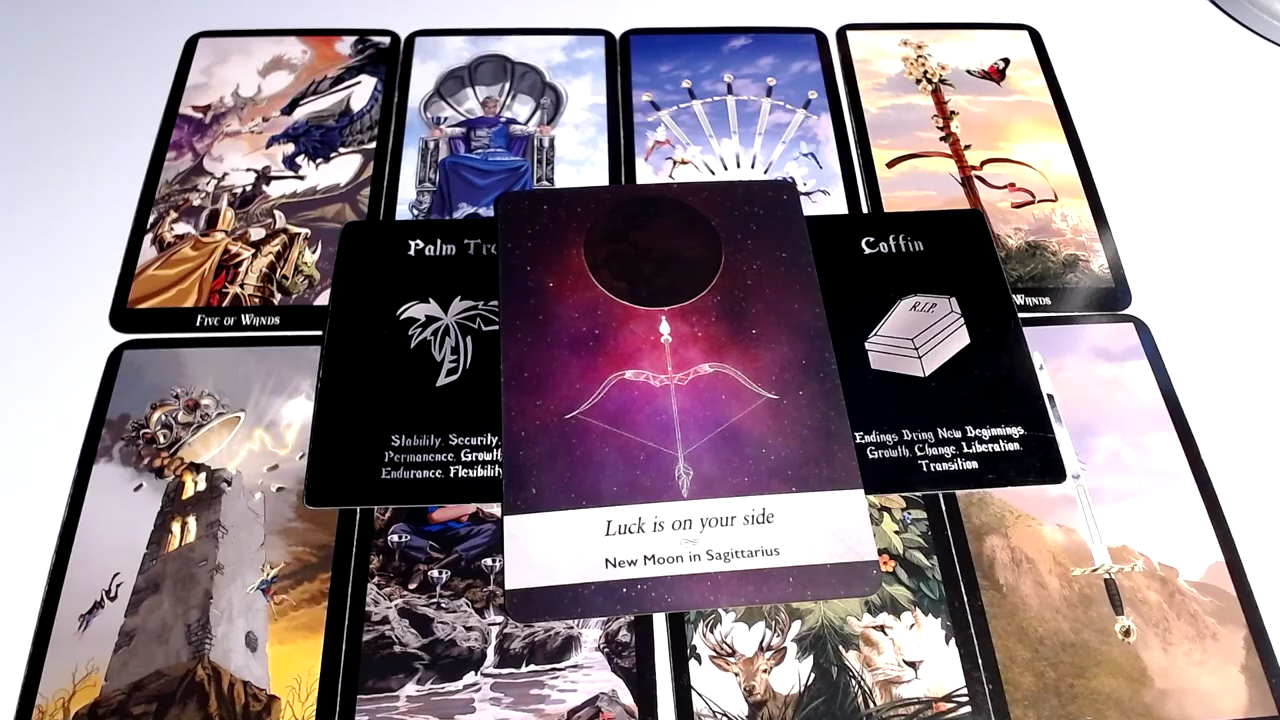 Palm Tre
Coffin
R.I.P.
Five of Wands
Wands
Stability, Security,
Permanence, Growth,
Endurance, Flexibility
Endings Bring New Beginnings,
Growth, Change, Liberation,
Transition
Luck is on your side
New Moon in Sagittarius